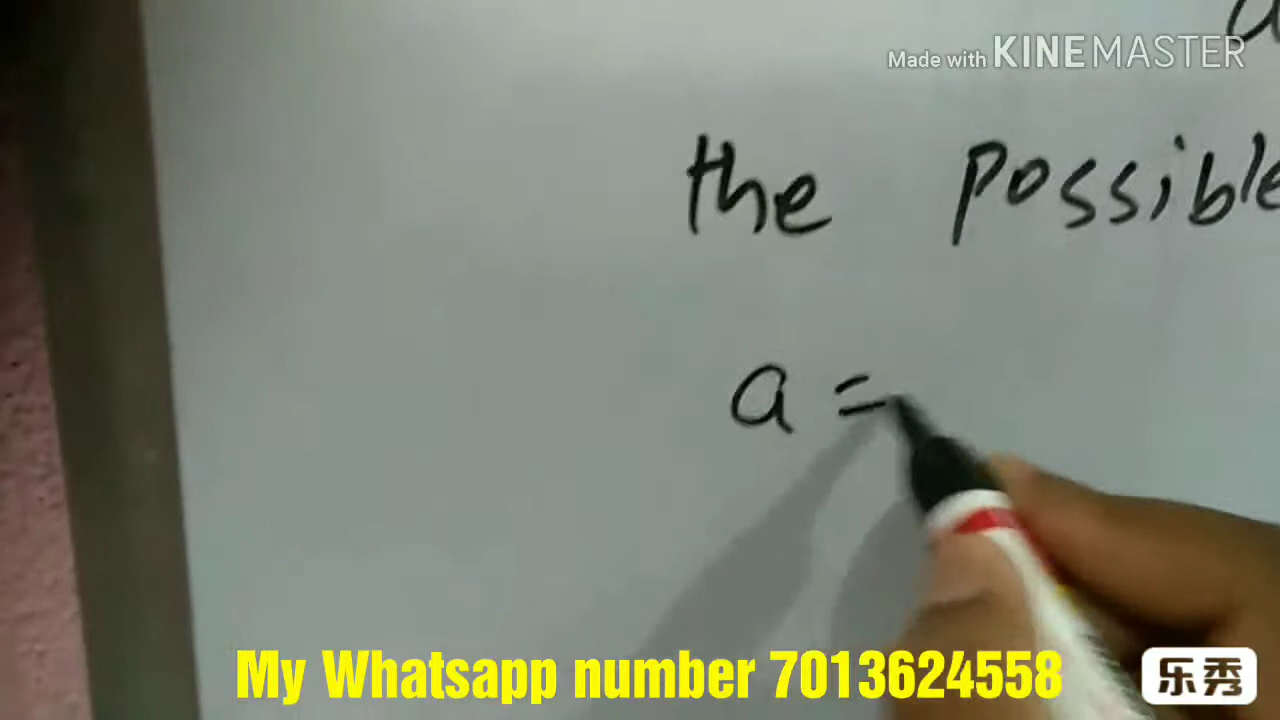 Made with KINEMASTER
the possible
a =
My Whatsapp number 7013624558
乐秀